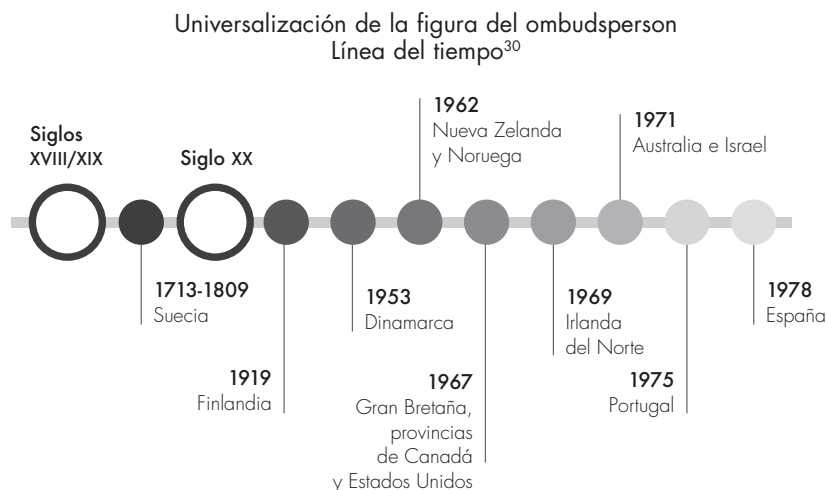 Universalización de la figura del ombudsperson
Línea del tiempo30
Siglos
XVIII/XIX
1713-1809
Suecia
Siglo XX
1919
Finlandia
1953
Dinamarca
1962
Nueva Zelanda
y Noruega
1967
Gran Bretaña,
provincias
de Canadá
y Estados Unidos
1969
Irlanda
del Norte
1971
Australia e Israel
1975
Portugal
1978
España